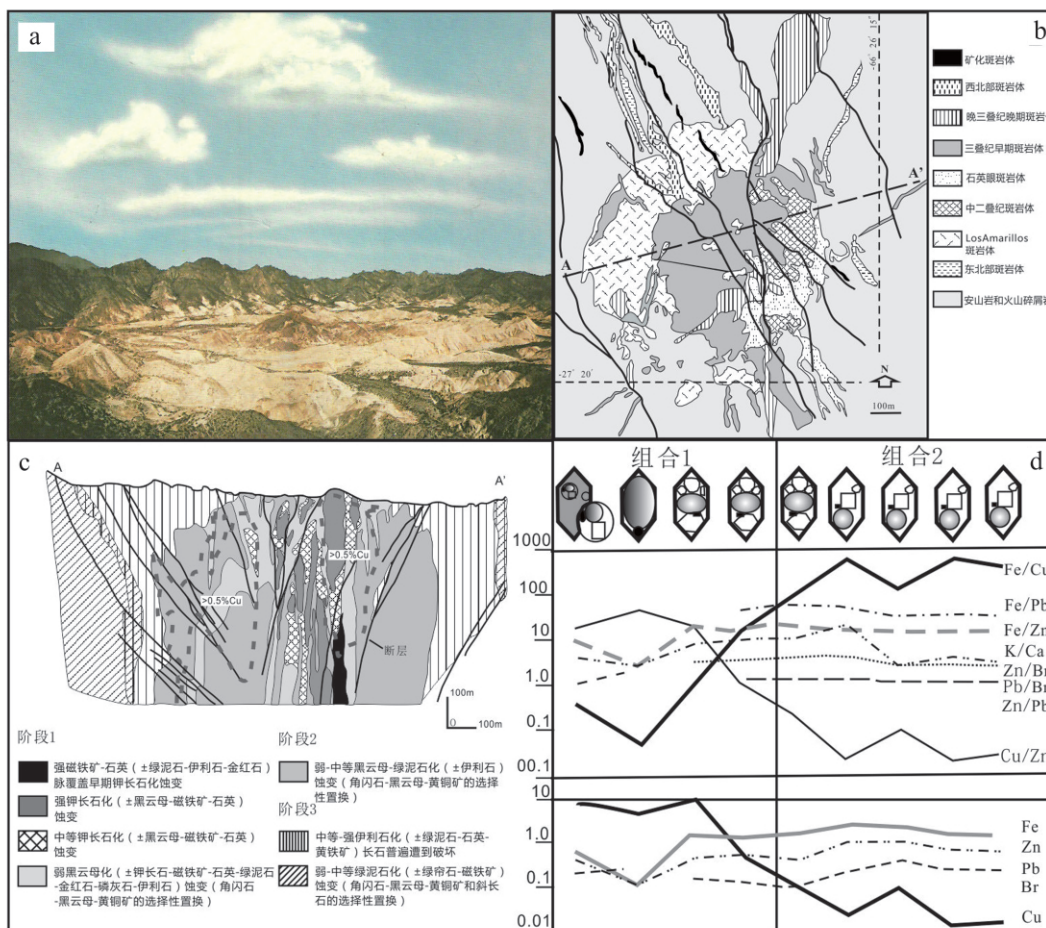 a
b
-66° 26′ 15″
A
A'
-27° 20″
N
100m
矿化斑岩体
西北部斑岩体
晚三叠纪晚期斑岩体
三叠纪早期斑岩体
石英眼斑岩体
中二叠纪斑岩体
LosAmarillos
斑岩体
东北部斑岩体
安山岩和火山碎屑岩
c
A
A'
>0.5%Cu
>0.5%Cu
断层
100m
0
100m
阶段1
强磁铁矿-石英(±绿泥石-伊利石-金红石)
脉覆盖早期钾长石化蚀变
强钾长石化(±黑云母-磁铁矿-石英)
蚀变
中等钾长石化(±黑云母-磁铁矿-石英)
蚀变
弱黑云母化(±钾长石-磁铁矿-石英-绿泥石
-金红石-磷灰石-伊利石)蚀变(角闪石
-黑云母-黄铜矿的选择性置换)
阶段2
弱-中等黑云母-绿泥石化(±伊利石)
蚀变(角闪石-黑云母-黄铜矿的选择
性置换)
阶段3
中等-强伊利石化(±绿泥石-石英-
黄铁矿)长石普遍遭到破坏
弱-中等绿泥石化(±绿帘石-磁铁矿)
蚀变(角闪石-黑云母-黄铜矿和斜长
石的选择性置换)
d
组合1
组合2
1000
100
10
1.0
0.1
00.1
Fe/Cu
Fe/Pb
Fe/Zn
K/Ca
Zn/Br
Pb/Br
Zn/Pb
Cu/Zn
10
1.0
0.1
0.01
Fe
Zn
Pb
Br
Cu